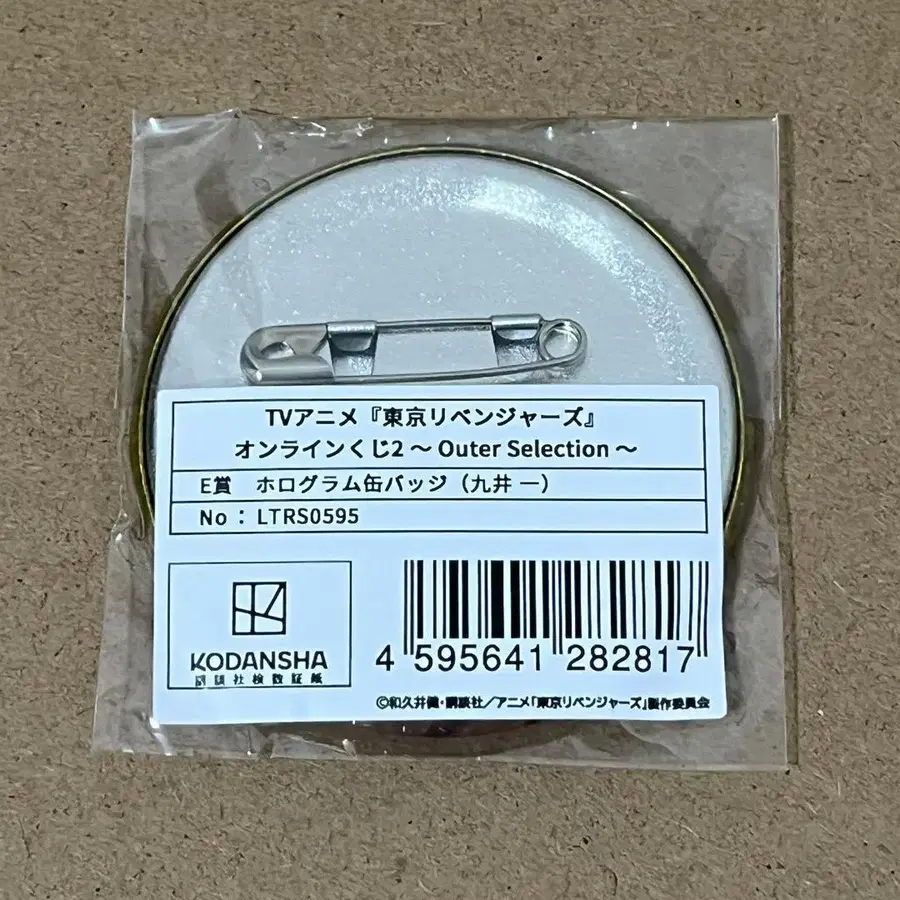 TVアニメ『東京リベンジャーズ』
オンラインくじ2 ～ Outer Selection ～
E賞 ホログラム缶バッジ（九井 一）
No：LTRS0595
KODANSHA
講談社検数証紙
4 595641 282817
©和久井健・講談社／アニメ「東京リベンジャーズ」製作委員会